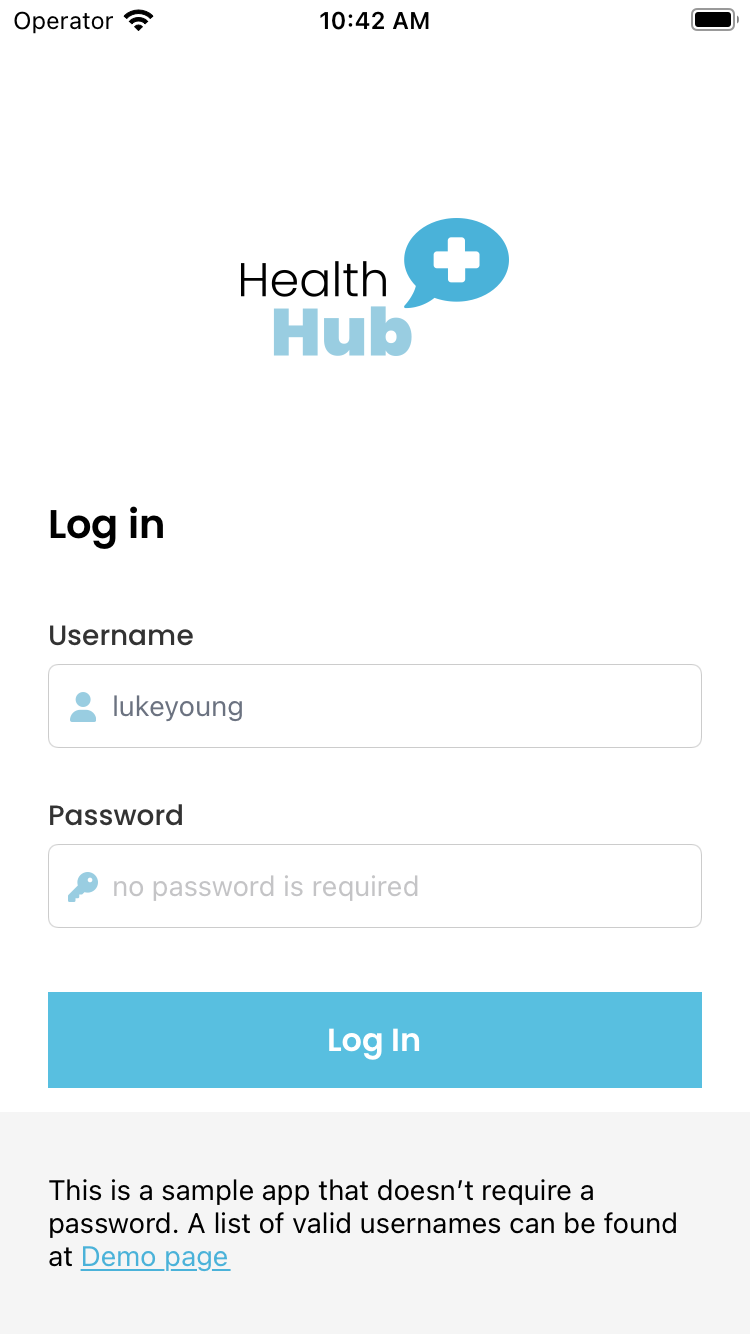 Operator 10:42 AM
Health
Hub
Log in
Username
lukeyoung
Password
no password is required
Log In
This is a sample app that doesn’t require a
password. A list of valid usernames can be found
at Demo page